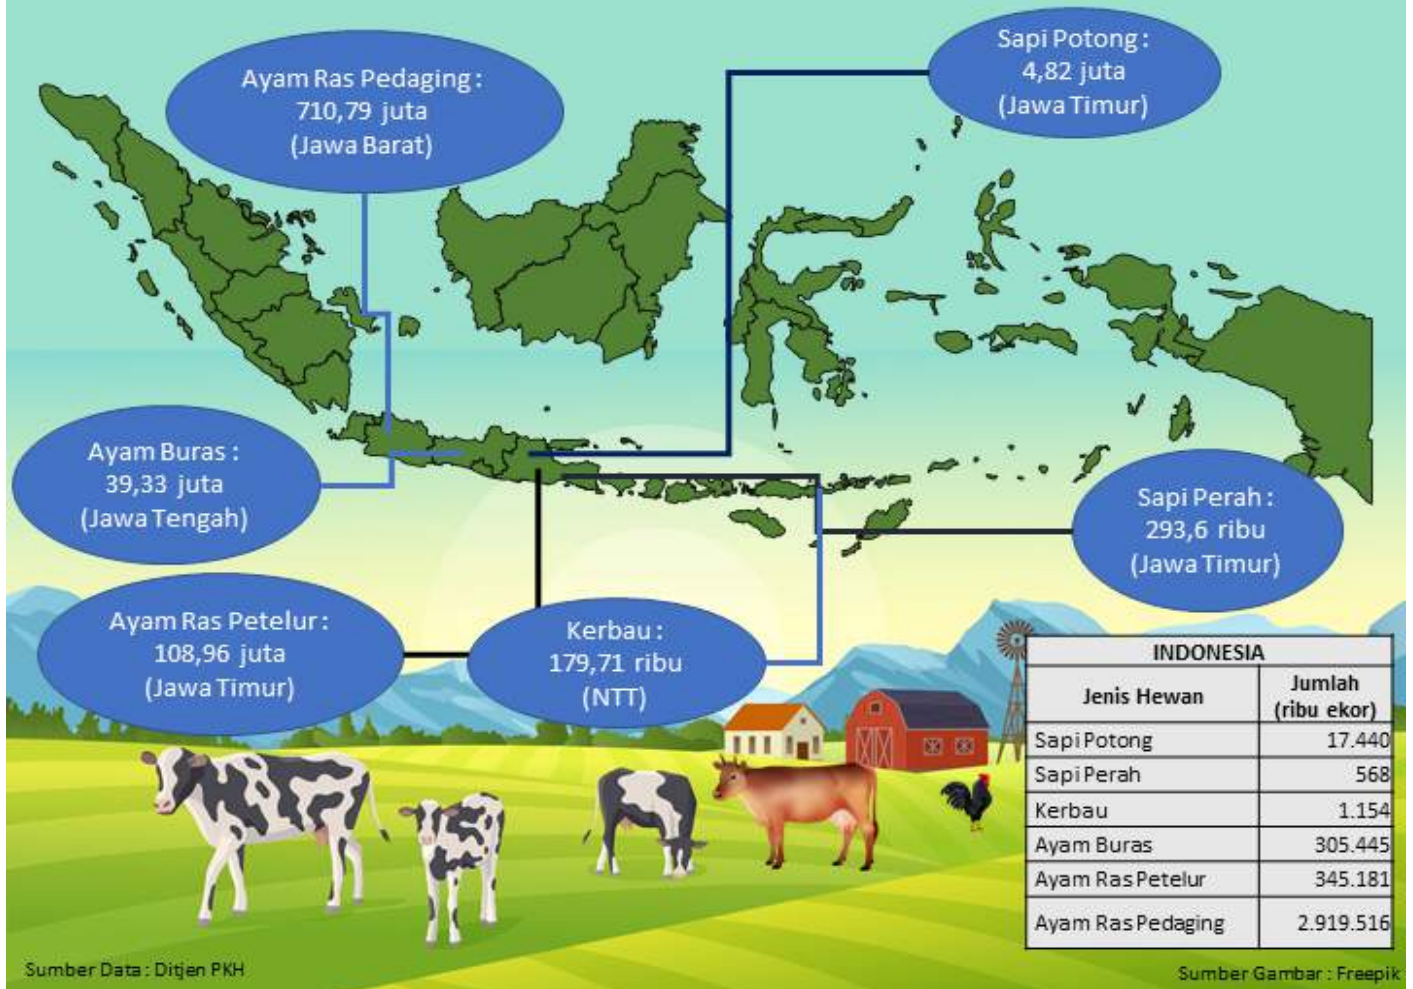 Ayam Ras Pedaging :
710,79 juta
(Jawa Barat)
Sapi Potong :
4,82 juta
(Jawa Timur)
Ayam Buras :
39,33 juta
(Jawa Tengah)
Sapi Perah :
293,6 ribu
(Jawa Timur)
Ayam Ras Petelur :
108,96 juta
(Jawa Timur)
Kerbau :
179,71 ribu
(NTT)
INDONESIA
Jenis Hewan Jumlah
(ribu ekor)
Sapi Potong 17.440
Sapi Perah 568
Kerbau 1.154
Ayam Buras 305.445
Ayam Ras Petelur 345.181
Ayam Ras Pedaging 2.919.516
Sumber Data : Ditjen PKH
Sumber Gambar : Freepik